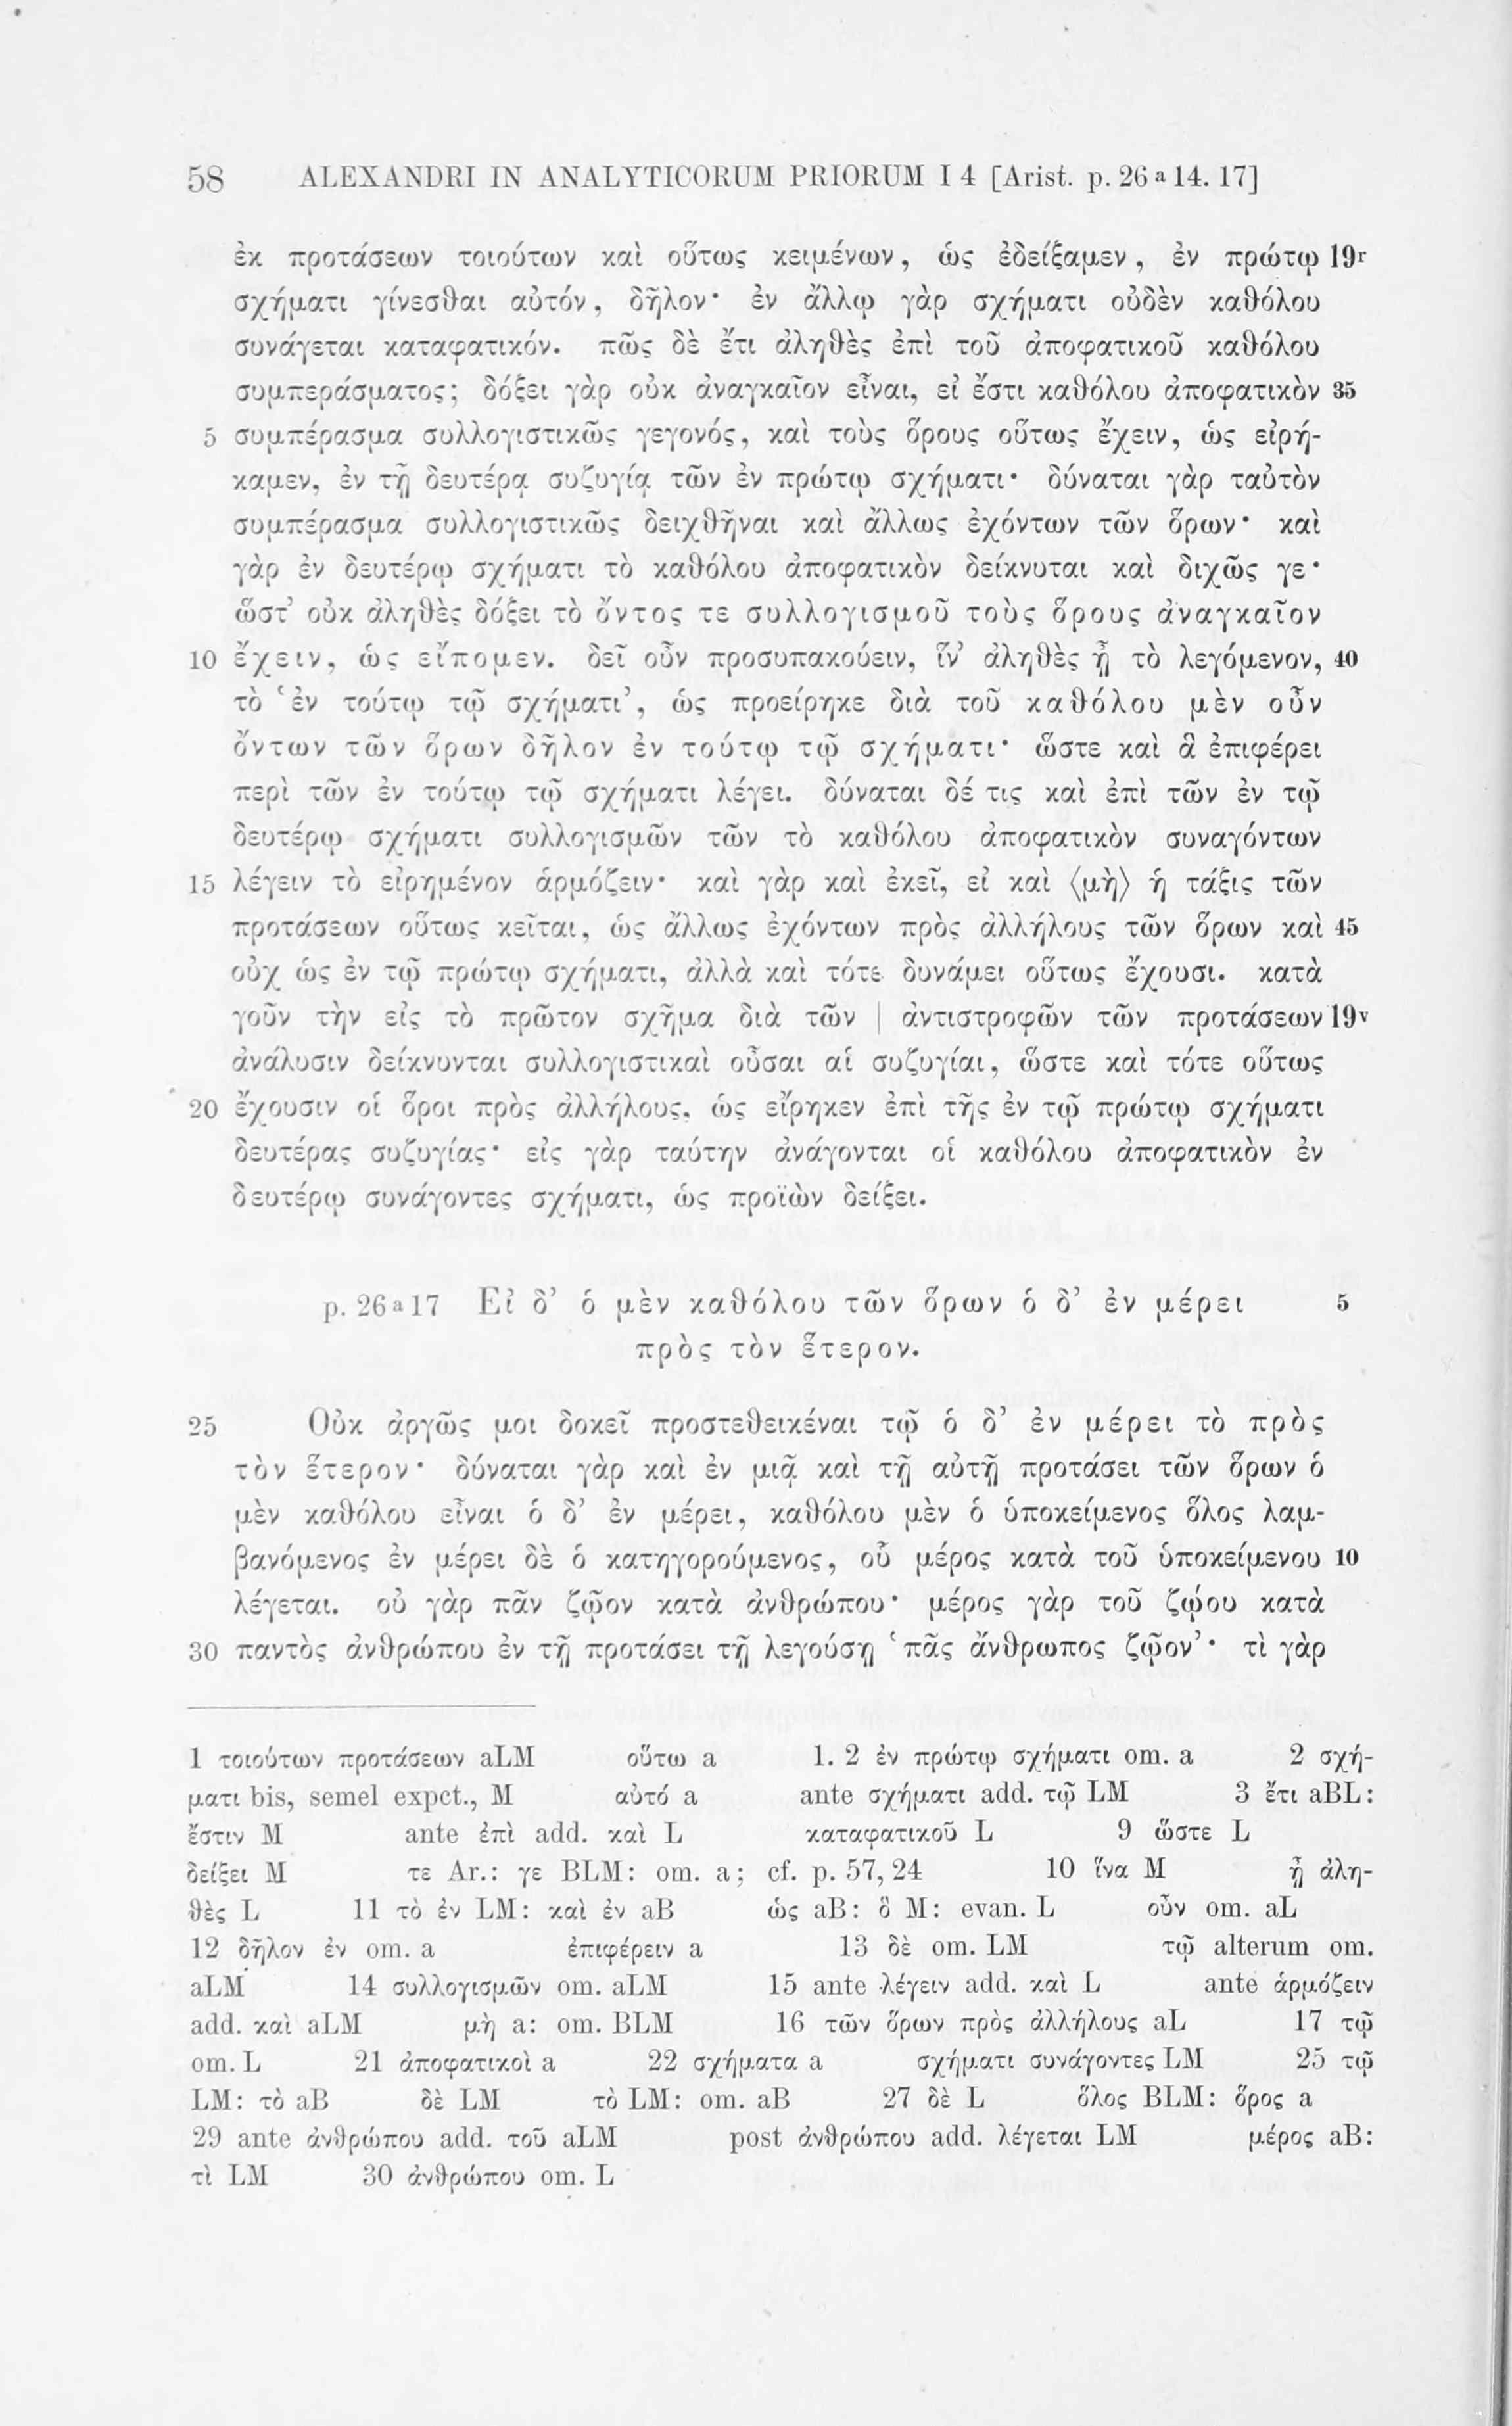 58 ALEXANDRI IN ANALYTICORUM PRIORUM I 4 [Arist. p. 26 a 14. 17]
ἐκ προτάσεων τοιούτων καὶ οὕτως κειμένων, ὡς ἐδείξαμεν, ἐν πρώτῳ 19r
σχήματι γίνεσθαι αὐτόν, δῆλον· ἐν ἄλλῳ γὰρ σχήματι οὐδὲν καθόλου
συνάγεται καταφατικόν. πῶς δὲ ἔτι ἀληθὲς ἐπὶ τοῦ ἀποφατικοῦ καθόλου
συμπεράσματος; δόξει γὰρ οὐκ ἀναγκαῖον εἶναι, εἰ ἔστι καθόλου ἀποφατικὸν 35
5 συμπέρασμα συλλογιστικῶς γεγονός, καὶ τοὺς ὅρους οὕτως ἔχειν, ὡς εἰρή-
καμεν, ἐν τῇ δευτέρᾳ συζυγίᾳ τῶν ἐν πρώτῳ σχήματι· δύναται γὰρ ταὐτὸν
συμπέρασμα συλλογιστικῶς δειχθῆναι καὶ ἄλλως ἐχόντων τῶν ὅρων· καὶ
γὰρ ἐν δευτέρῳ σχήματι τὸ καθόλου ἀποφατικὸν δείκνυται καὶ διχῶς γε·
ὥστ’ οὐκ ἀληθὲς δόξει τὸ ὄντος τε συλλογισμοῦ τοὺς ὅρους ἀναγκαῖον
10 ἔχειν, ὡς εἴπομεν. δεῖ οὖν προσυπακούειν, ἵν’ ἀληθὲς ᾖ τὸ λεγόμενον, 40
τὸ ‘ἐν τούτῳ τῷ σχήματι’, ὡς προείρηκε διὰ τοῦ καθόλου μὲν οὖν
ὄντων τῶν ὅρων δῆλον ἐν τούτῳ τῷ σχήματι· ὥστε καὶ ἃ ἐπιφέρει
περὶ τῶν ἐν τούτῳ τῷ σχήματι λέγει. δύναται δέ τις καὶ ἐπὶ τῶν ἐν τῷ
δευτέρῳ σχήματι συλλογισμῶν τῶν τὸ καθόλου ἀποφατικὸν συναγόντων
15 λέγειν τὸ εἰρημένον ἁρμόζειν· καὶ γὰρ καὶ ἐκεῖ, εἰ καὶ ⟨μὴ⟩ ἡ τάξις τῶν
προτάσεων οὕτως κεῖται, ὡς ἄλλως ἐχόντων πρὸς ἀλλήλους τῶν ὅρων καὶ 45
οὐχ ὡς ἐν τῷ πρώτῳ σχήματι, ἀλλὰ καὶ τότε δυνάμει οὕτως ἔχουσι. κατὰ
γοῦν τὴν εἰς τὸ πρῶτον σχῆμα διὰ τῶν | ἀντιστροφῶν τῶν προτάσεων 19v
ἀνάλυσιν δείκνυνται συλλογιστικαὶ οὖσαι αἱ συζυγίαι, ὥστε καὶ τότε οὕτως
20 ἔχουσιν οἱ ὅροι πρὸς ἀλλήλους, ὡς εἴρηκεν ἐπὶ τῆς ἐν τῷ πρώτῳ σχήματι
δευτέρας συζυγίας· εἰς γὰρ ταύτην ἀνάγονται οἱ καθόλου ἀποφατικὸν ἐν
δευτέρῳ συνάγοντες σχήματι, ὡς προϊὼν δείξει.
p. 26 a 17 Εἰ δ’ ὁ μὲν καθόλου τῶν ὅρων ὁ δ’ ἐν μέρει 5
πρὸς τὸν ἕτερον.
25 Οὐκ ἀργῶς μοι δοκεῖ προστεθεικέναι τῷ ὁ δ’ ἐν μέρει τὸ πρὸς
τὸν ἕτερον· δύναται γὰρ καὶ ἐν μιᾷ καὶ τῇ αὐτῇ προτάσει τῶν ὅρων ὁ
μὲν καθόλου εἶναι ὁ δ’ ἐν μέρει, καθόλου μὲν ὁ ὑποκείμενος ὅλος λαμ-
βανόμενος ἐν μέρει δὲ ὁ κατηγορούμενος, οὗ μέρος κατὰ τοῦ ὑποκείμενου 10
λέγεται. οὐ γὰρ πᾶν ζῷον κατὰ ἀνθρώπου· μέρος γὰρ τοῦ ζῴου κατὰ
30 παντὸς ἀνθρώπου ἐν τῇ προτάσει τῇ λεγούσῃ ‘πᾶς ἄνθρωπος ζῷον’· τὶ γὰρ
1 τοιούτων προτάσεων aLM οὕτω a 1. 2 ἐν πρώτῳ σχήματι om. a 2 σχή-
ματι bis, semel expct., M αὐτό a ante σχήματι add. τῷ LM 3 ἔτι aBL:
ἔστιν M ante ἐπὶ add. καὶ L καταφατικοῦ L 9 ὥστε L
δείξει M τε Ar.: γε BLM: om. a; cf. p. 57, 24 10 ἵνα M ᾖ ἀλη-
θὲς L 11 τὸ ἐν LM: καὶ ἐν aB ὡς aB: ὃ M: evan. L οὖν om. aL
12 δῆλον ἐν om. a ἐπιφέρειν a 13 δὲ om. LM τῷ alterum om.
aLM 14 συλλογισμῶν om. aLM 15 ante λέγειν add. καὶ L ante ἁρμόζειν
add. καὶ aLM μὴ a: om. BLM 16 τῶν ὅρων πρὸς ἀλλήλους aL 17 τῷ
om. L 21 ἀποφατικοὶ a 22 σχήματα a σχήματι συνάγοντες LM 25 τῷ
LM: τὸ aB δὲ LM τὸ LM: om. aB 27 δὲ L ὅλος BLM: ὅρος a
29 ante ἀνθρώπου add. τοῦ aLM post ἀνθρώπου add. λέγεται LM μέρος aB:
τὶ LM 30 ἀνθρώπου om. L